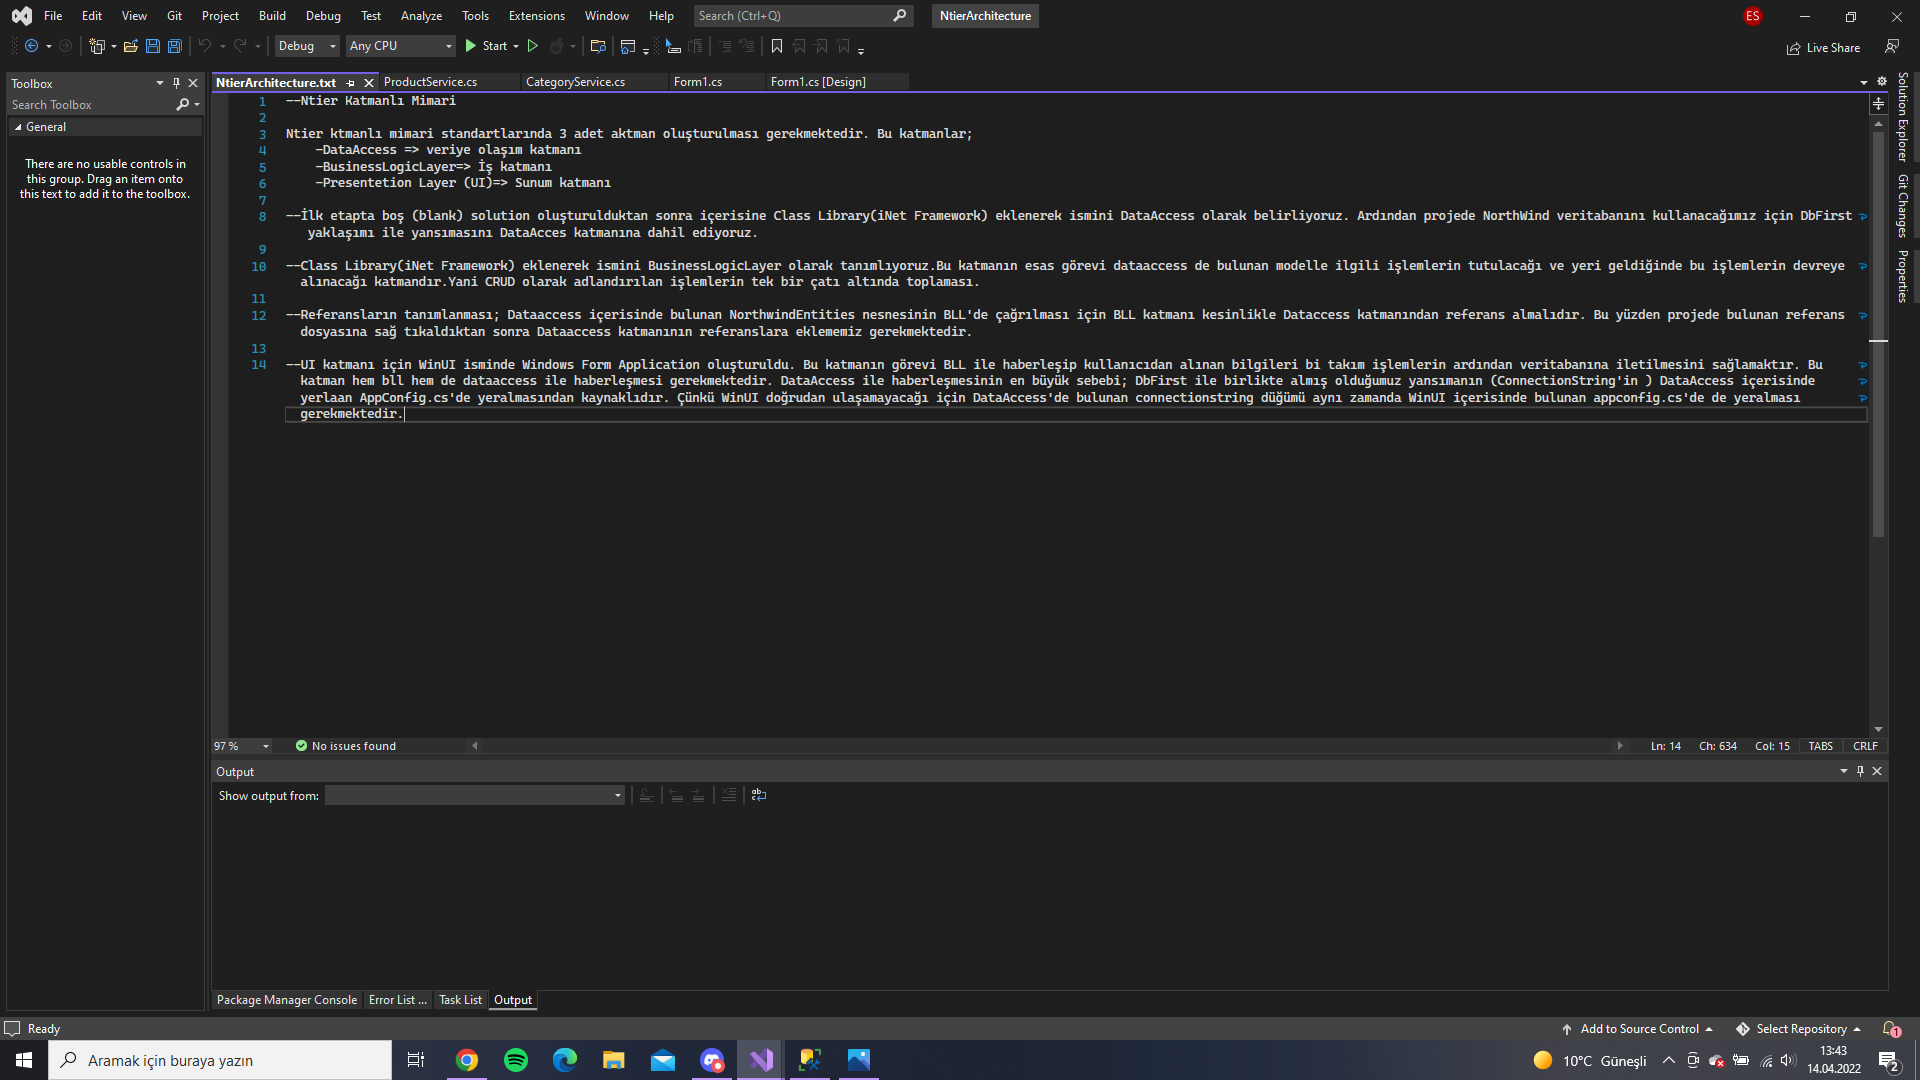 File Edit View Git Project Build Debug Test Analyze Tools Extensions Window Help Search (Ctrl+Q) NtierArchitecture ES
Debug Any CPU Start Live Share
Toolbox
Search Toolbox
General
There are no usable controls in
this group. Drag an item onto
this text to add it to the toolbox.
NtierArchitecture.txt ProductService.cs CategoryService.cs Form1.cs Form1.cs [Design]
1 --Ntier Katmanlı Mimari
2
3 Ntier ktmanlı mimari standartlarında 3 adet aktman oluşturulması gerekmektedir. Bu katmanlar;
4 -DataAccess => veriye olaşım katmanı
5 -BusinessLogicLayer=> İş katmanı
6 -Presentetion Layer (UI)=> Sunum katmanı
7
8 --İlk etapta boş (blank) solution oluşturulduktan sonra içerisine Class Library(iNet Framework) eklenerek ismini DataAccess olarak belirliyoruz. Ardından projede NorthWind veritabanını kullanacağımız için DbFirst
yaklaşımı ile yansımasını DataAcces katmanına dahil ediyoruz.
9
10 --Class Library(iNet Framework) eklenerek ismini BusinessLogicLayer olarak tanımlıyoruz.Bu katmanın esas görevi dataaccess de bulunan modelle ilgili işlemlerin tutulacağı ve yeri geldiğinde bu işlemlerin devreye
alınacağı katmandır.Yani CRUD olarak adlandırılan işlemlerin tek bir çatı altında toplaması.
11
12 --Referansların tanımlanması; Dataaccess içerisinde bulunan NorthwindEntities nesnesinin BLL'de çağrılması için BLL katmanı kesinlikle Dataccess katmanından referans almalıdır. Bu yüzden projede bulunan referans
dosyasına sağ tıkaldıktan sonra Dataaccess katmanının referanslara eklememiz gerekmektedir.
13
14 --UI katmanı için WinUI isminde Windows Form Application oluşturuldu. Bu katmanın görevi BLL ile haberleşip kullanıcıdan alınan bilgileri bi takım işlemlerin ardından veritabanına iletilmesini sağlamaktır. Bu
katman hem bll hem de dataaccess ile haberleşmesi gerekmektedir. DataAccess ile haberleşmesinin en büyük sebebi; DbFirst ile birlikte almış olduğumuz yansımanın (ConnectionString'in ) DataAccess içerisinde
yerlaan AppConfig.cs'de yeralmasından kaynaklıdır. Çünkü WinUI doğrudan ulaşamayacağı için DataAccess'de bulunan connectionstring düğümü aynı zamanda WinUI içerisinde bulunan appconfig.cs'de de yeralması
gerekmektedir.
Solution Explorer
Git Changes
Properties
97 % No issues found Ln: 14 Ch: 634 Col: 15 TABS CRLF
Output
Show output from:
Package Manager Console Error List ... Task List Output
Ready Add to Source Control Select Repository 1
Aramak için buraya yazın 10°C Güneşli 13:43
14.04.2022 2